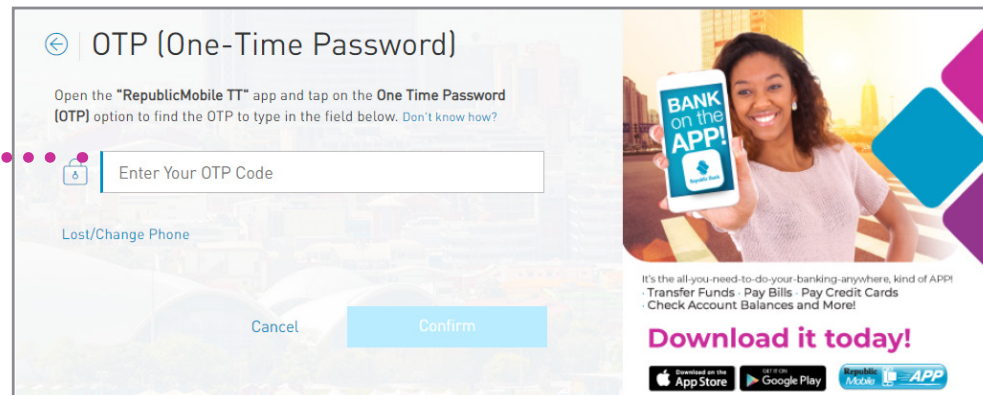 OTP (One-Time Password)
Open the "RepublicMobile TT" app and tap on the One Time Password
(OTP) option to find the OTP to type in the field below. Don't know how?
Enter Your OTP Code
Lost/Change Phone
Cancel
Confirm
BANK
on the
APP!
Republic Bank
It's the all-you-need-to-do-your-banking-anywhere, kind of APP!
· Transfer Funds · Pay Bills · Pay Credit Cards
· Check Account Balances and More!
Download it today!
Download on the
App Store
GET IT ON
Google Play
Republic
Mobile
APP